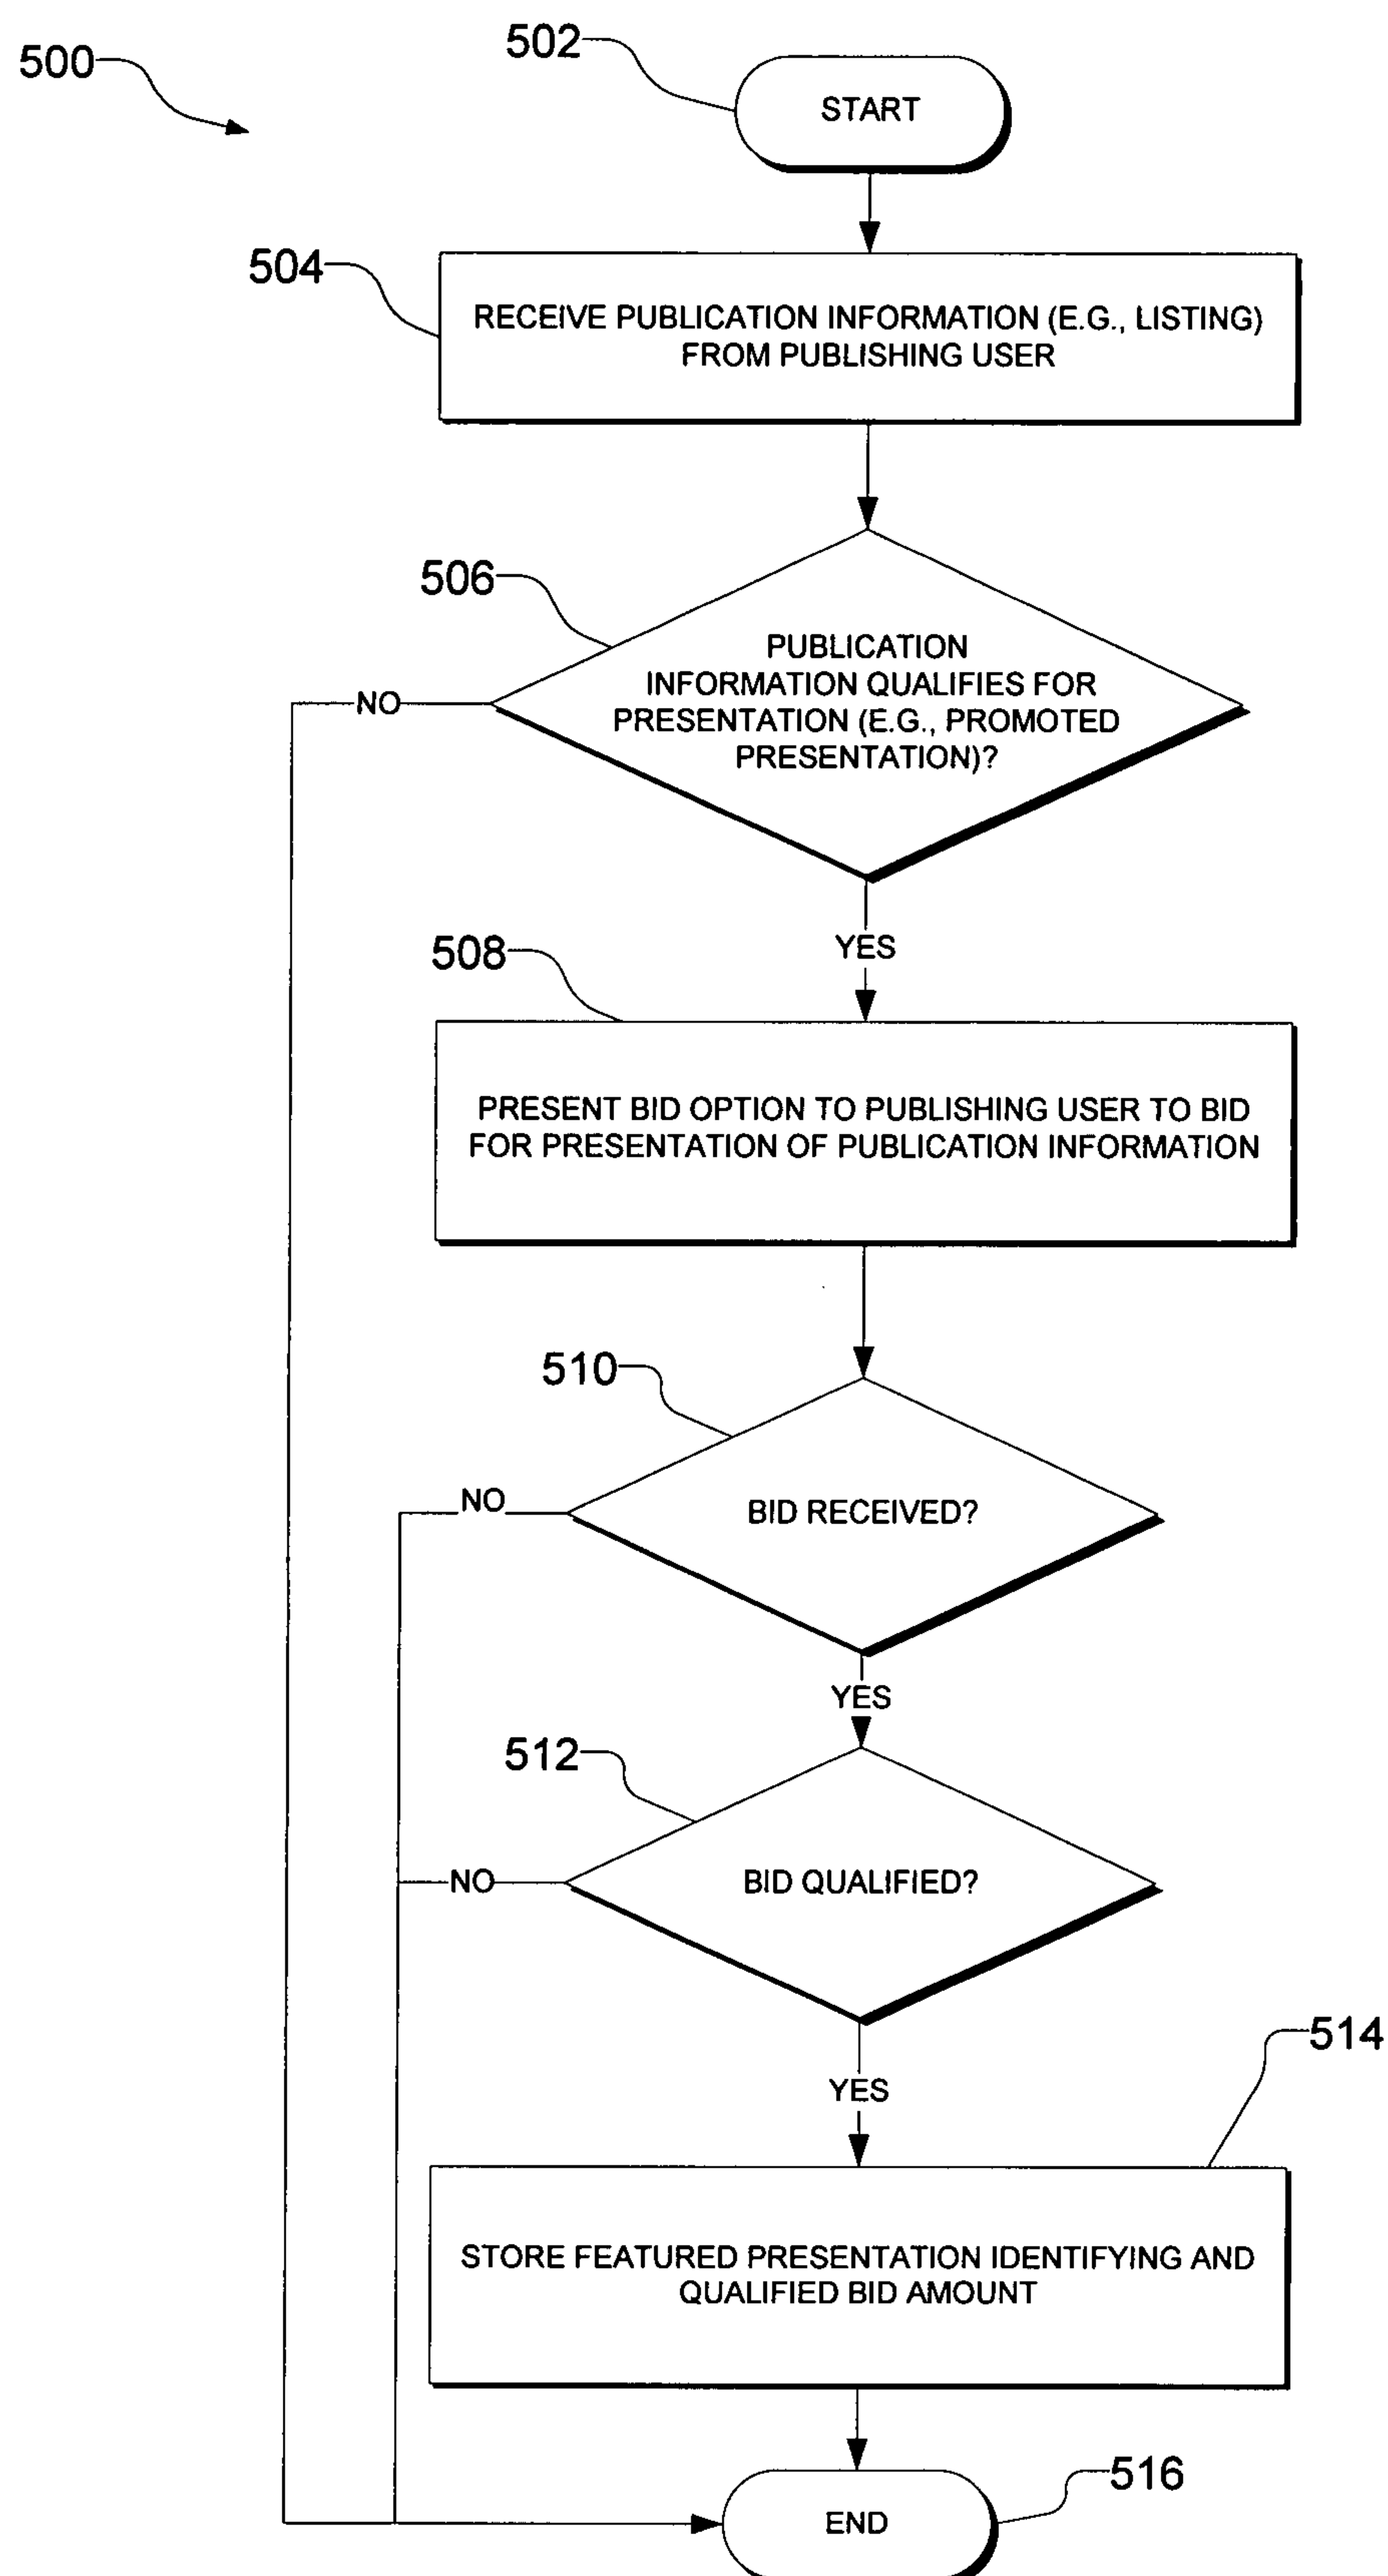 500
502
START
504
RECEIVE PUBLICATION INFORMATION (E.G., LISTING)
FROM PUBLISHING USER
506
PUBLICATION
INFORMATION QUALIFIES FOR
PRESENTATION (E.G., PROMOTED
PRESENTATION)?
NO
YES
508
PRESENT BID OPTION TO PUBLISHING USER TO BID
FOR PRESENTATION OF PUBLICATION INFORMATION
510
NO
BID RECEIVED?
YES
512
NO
BID QUALIFIED?
YES
514
STORE FEATURED PRESENTATION IDENTIFYING AND
QUALIFIED BID AMOUNT
516
END